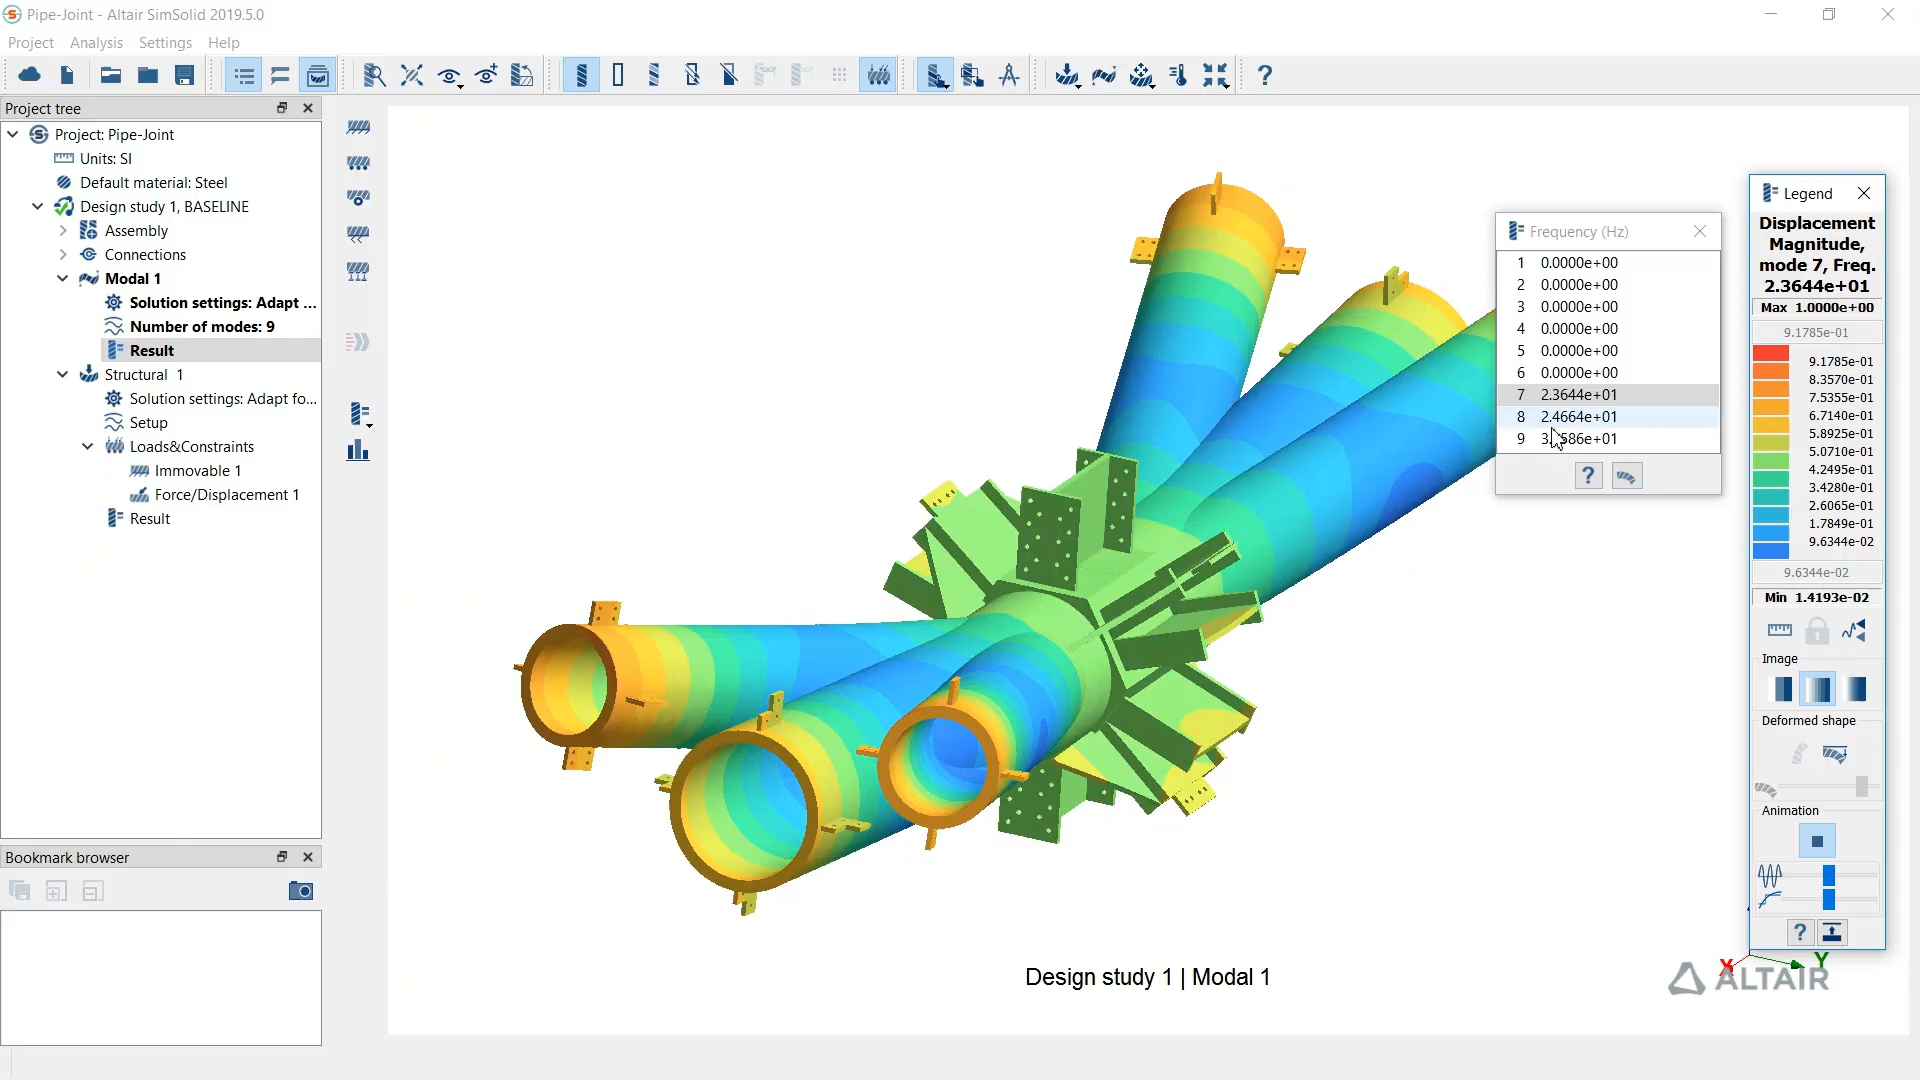 Pipe-Joint - Altair SimSolid 2019.5.0
Project Analysis Settings Help
Project tree
Project: Pipe-Joint
Units: SI
Default material: Steel
Design study 1, BASELINE
Assembly
Connections
Modal 1
Solution settings: Adapt ...
Number of modes: 9
Result
Structural 1
Solution settings: Adapt fo...
Setup
Loads&Constraints
Immovable 1
Force/Displacement 1
Result
Bookmark browser
Frequency (Hz)
1 0.0000e+00
2 0.0000e+00
3 0.0000e+00
4 0.0000e+00
5 0.0000e+00
6 0.0000e+00
7 2.3644e+01
8 2.4664e+01
9
Legend
Displacement
Magnitude,
mode 7, Freq.
2.3644e+01
Max 1.0000e+00
9.1785e-01
9.1785e-01
8.3570e-01
7.5355e-01
6.7140e-01
5.8925e-01
5.0710e-01
4.2495e-01
3.4280e-01
2.6065e-01
1.7849e-01
9.6344e-02
9.6344e-02
Min 1.4193e-02
Image
Deformed shape
Animation
Design study 1 | Modal 1
X
Y
ALTAIR